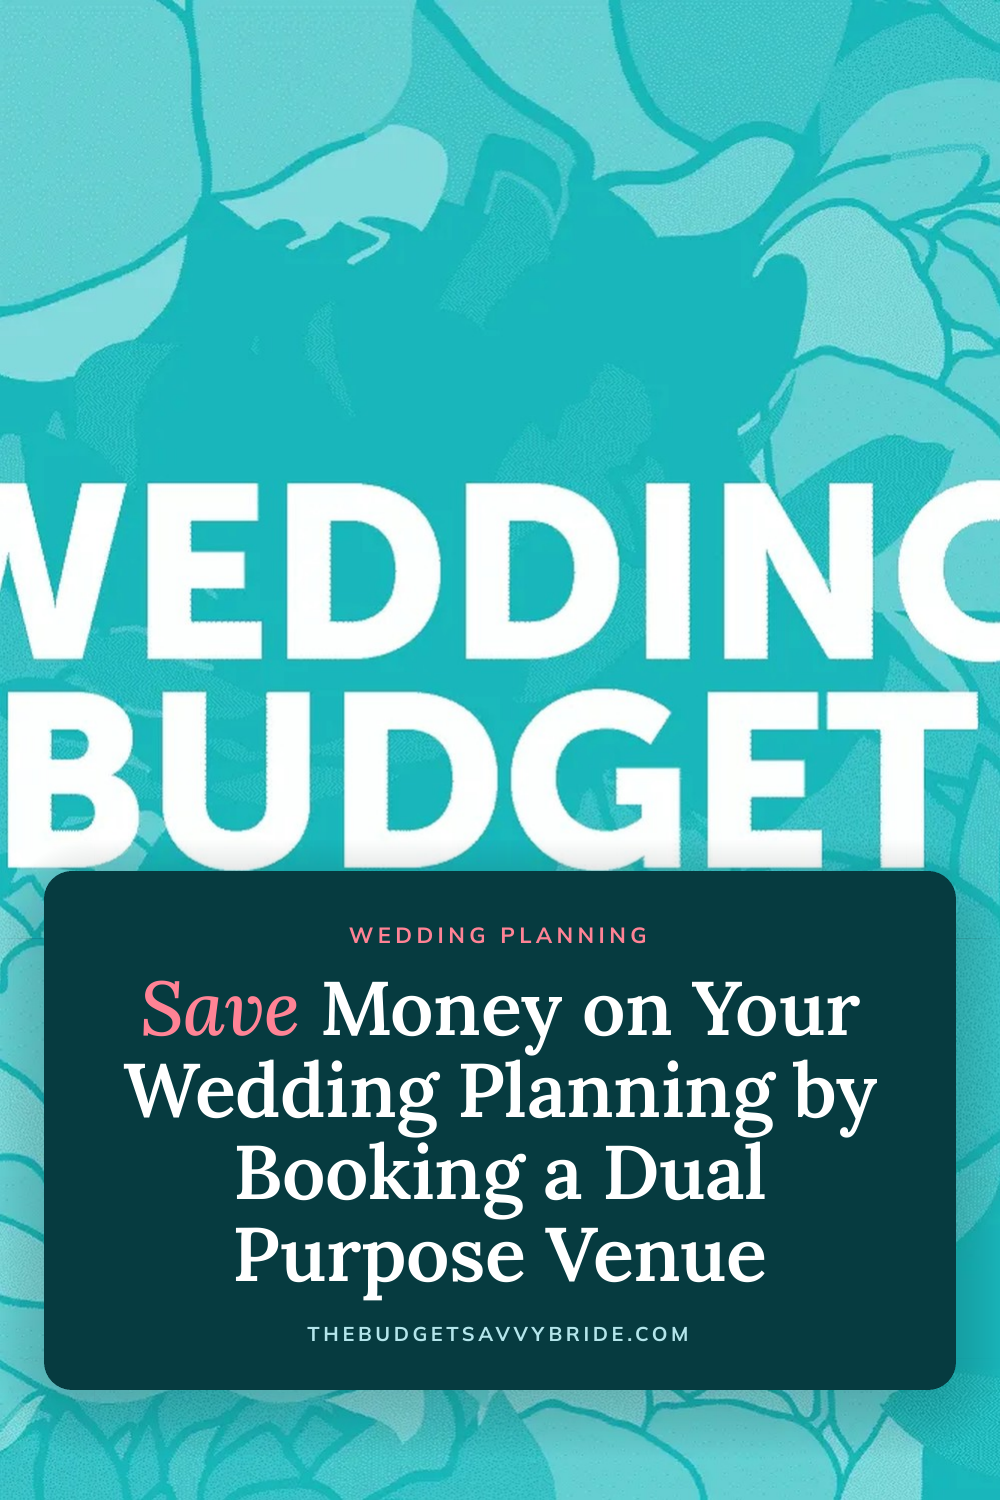 WEDDING
BUDGET
WEDDING PLANNING
Save Money on Your
Wedding Planning by
Booking a Dual
Purpose Venue
THEBUDGETSAVVYBRIDE.COM